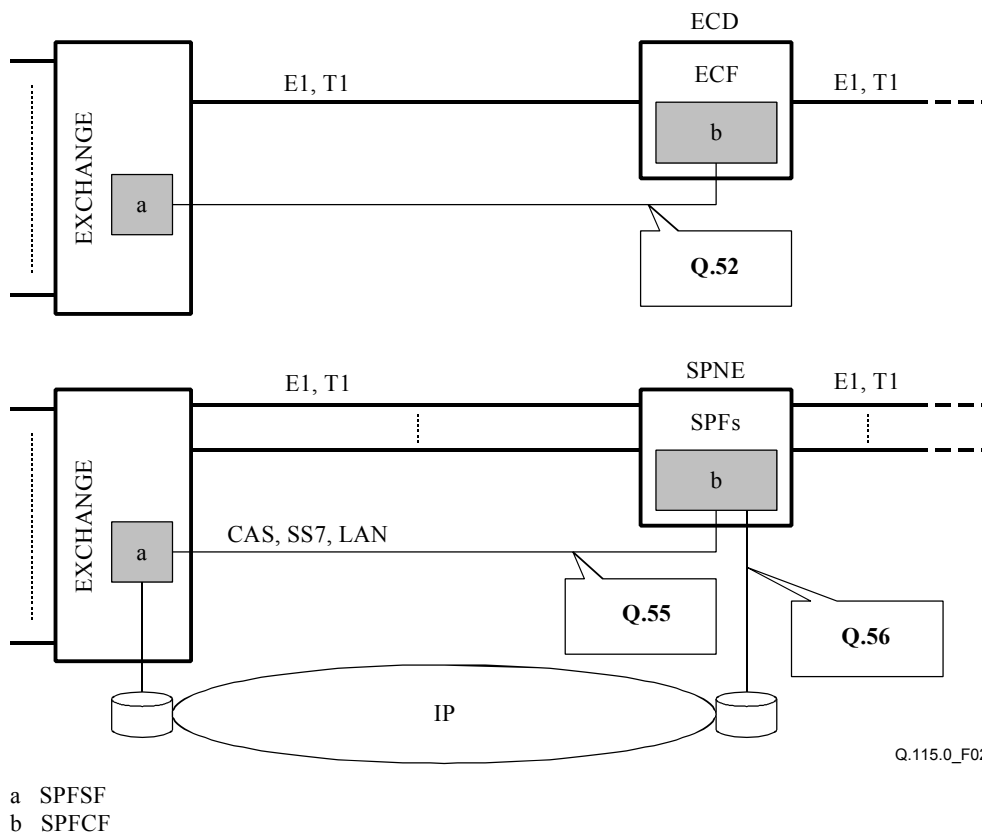 ECD
ECF
E1, T1
E1, T1
b
EXCHANGE
a
Q.52
SPNE
E1, T1
E1, T1
SPFs
b
EXCHANGE
CAS, SS7, LAN
a
Q.55
Q.56
IP
Q.115.0_F02
a SPFSF
b SPFCF